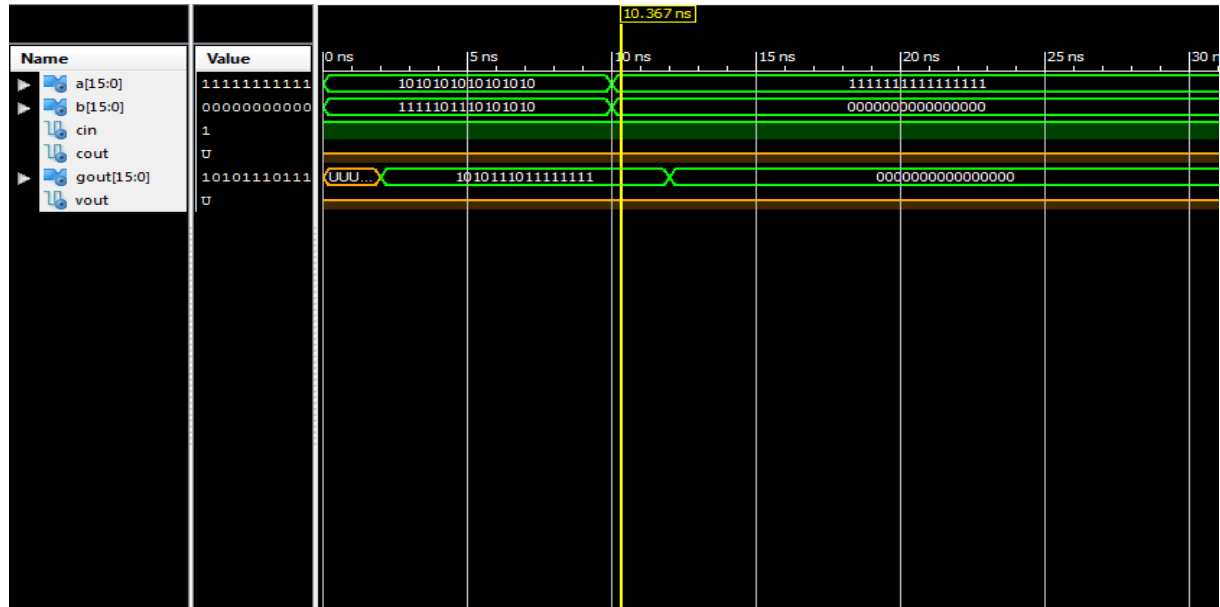 10.367 ns
Name Value 0 ns 5 ns 10 ns 15 ns 20 ns 25 ns 30 n
a[15:0] 11111111111 1010101010101010 1111111111111111
b[15:0] 00000000000 1111101110101010 0000000000000000
cin 1
cout U
gout[15:0] 10101110111 UUU... 1010111011111111 0000000000000000
vout U